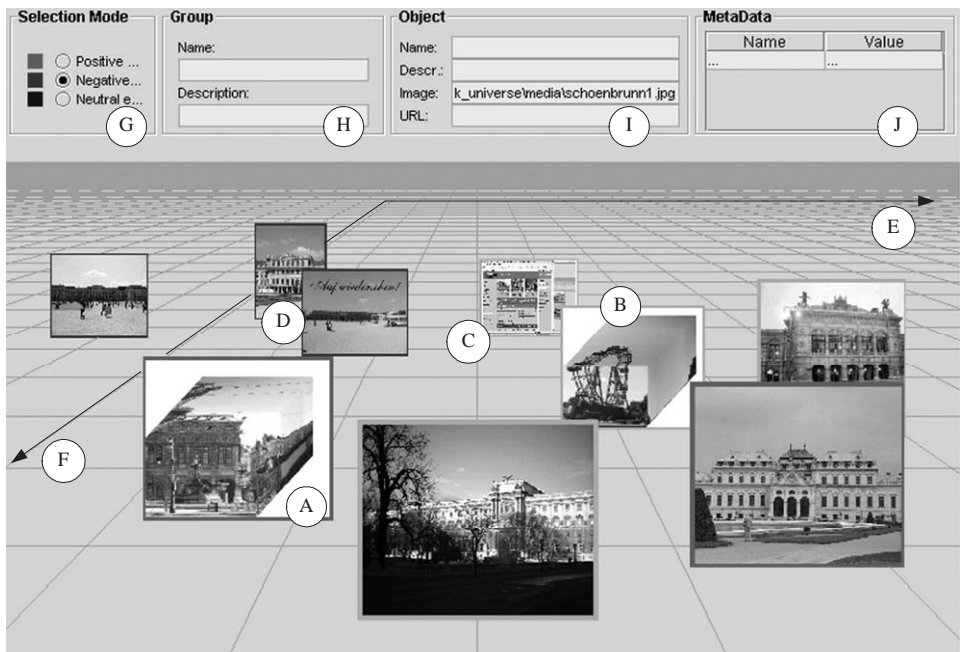 Selection Mode
Positive ...
Negative...
Neutral e...
G
Group
Name:
Description:
H
Object
Name:
Descr.:
Image: k_universe\media\schoenbrunn1.jpg
URL:
I
MetaData
Name Value
... ...
J
E
B
D
Auf wiedersehen!
C
F
A